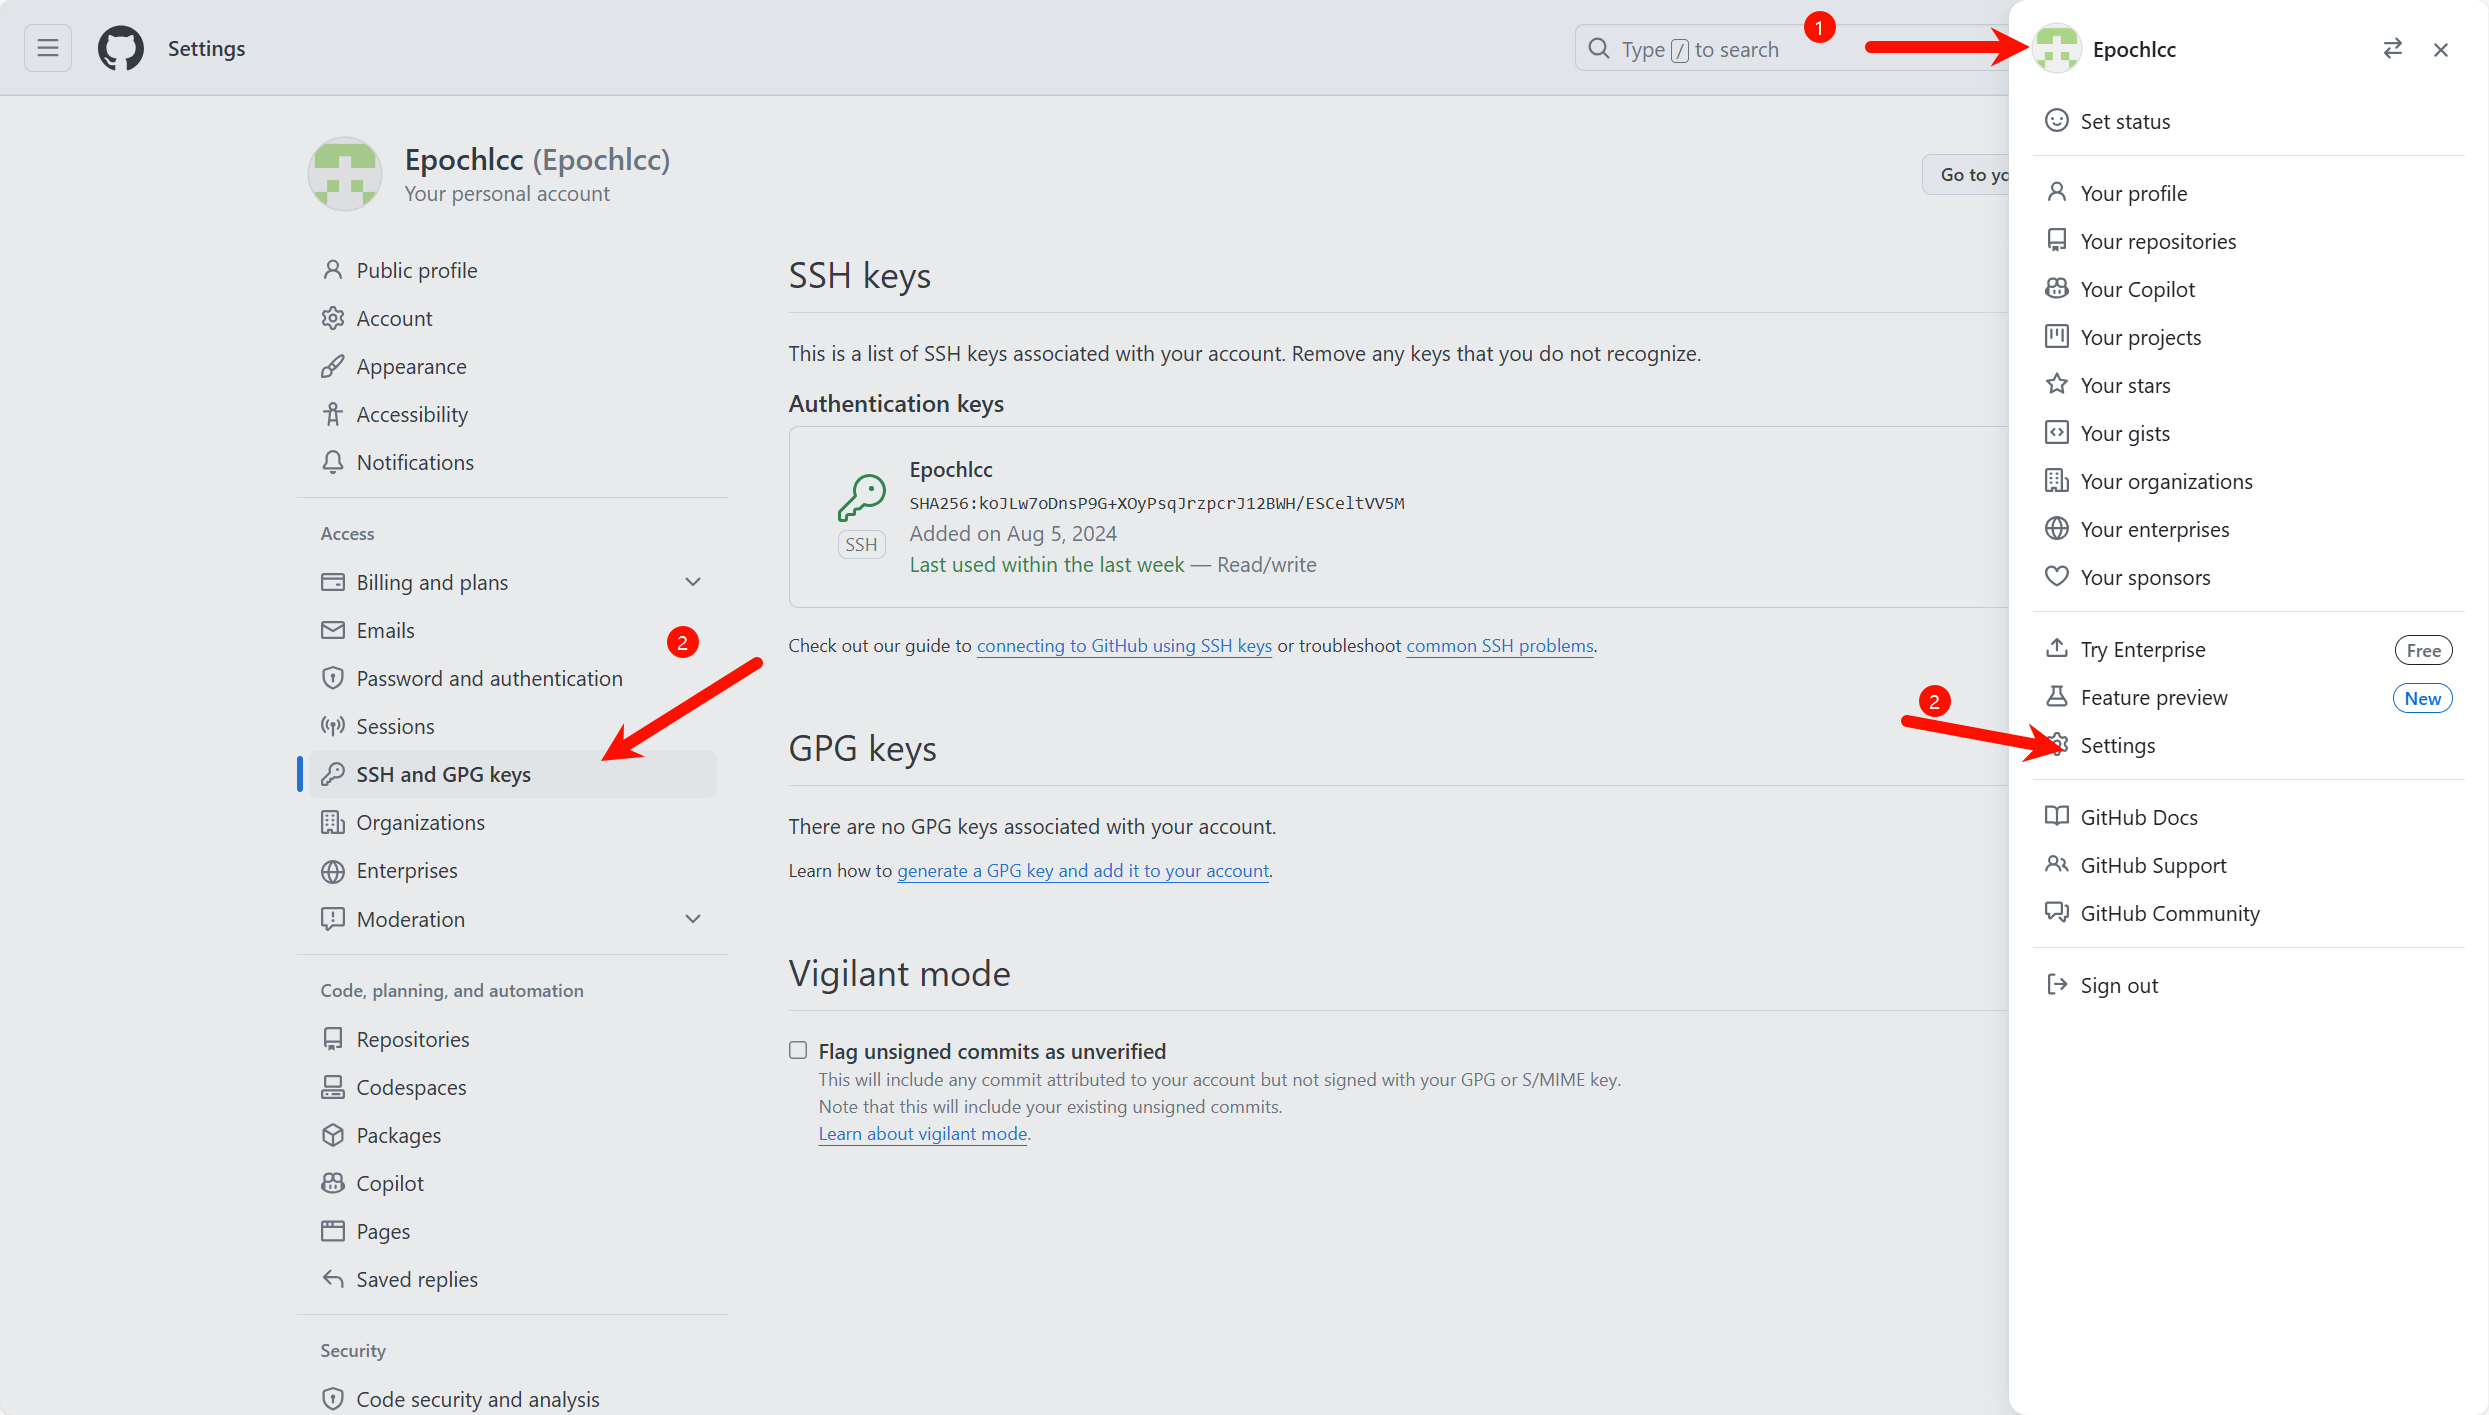 Settings
Type / to search
1
Epochlcc
Epochlcc (Epochlcc)
Your personal account
Go to yo
Public profile
Account
Appearance
Accessibility
Notifications
Access
Billing and plans
Emails
2
Password and authentication
Sessions
SSH and GPG keys
Organizations
Enterprises
Moderation
Code, planning, and automation
Repositories
Codespaces
Packages
Copilot
Pages
Saved replies
Security
Code security and analysis
SSH keys
This is a list of SSH keys associated with your account. Remove any keys that you do not recognize.
Authentication keys
Epochlcc
SHA256:koJLw7oDnsP9G+XOyPsqJrzpcrJ12BWH/ESCeltVV5M
SSH
Added on Aug 5, 2024
Last used within the last week — Read/write
Check out our guide to connecting to GitHub using SSH keys or troubleshoot common SSH problems.
GPG keys
There are no GPG keys associated with your account.
Learn how to generate a GPG key and add it to your account.
Vigilant mode
Flag unsigned commits as unverified
This will include any commit attributed to your account but not signed with your GPG or S/MIME key.
Note that this will include your existing unsigned commits.
Learn about vigilant mode.
Set status
Your profile
Your repositories
Your Copilot
Your projects
Your stars
Your gists
Your organizations
Your enterprises
Your sponsors
Try Enterprise Free
Feature preview New
2
Settings
GitHub Docs
GitHub Support
GitHub Community
Sign out